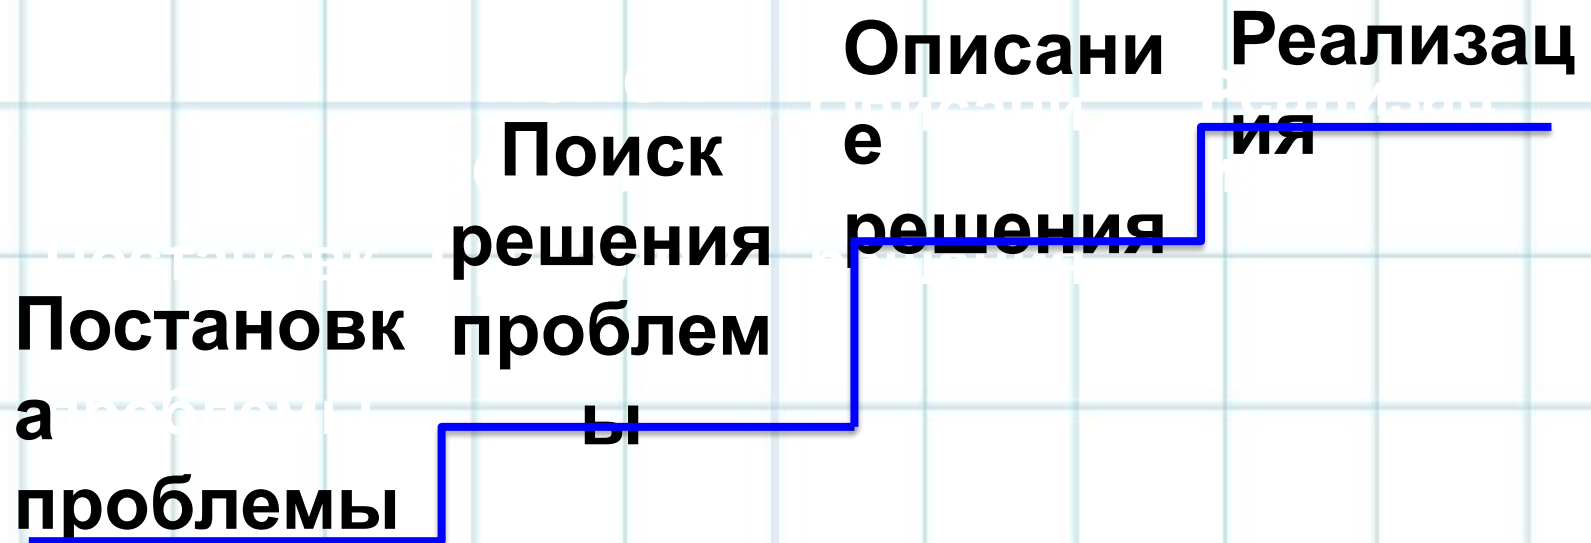 Постановк
а
проблемы
Поиск
решения
проблем
ы
Описани
е
решения
Реализац
ия